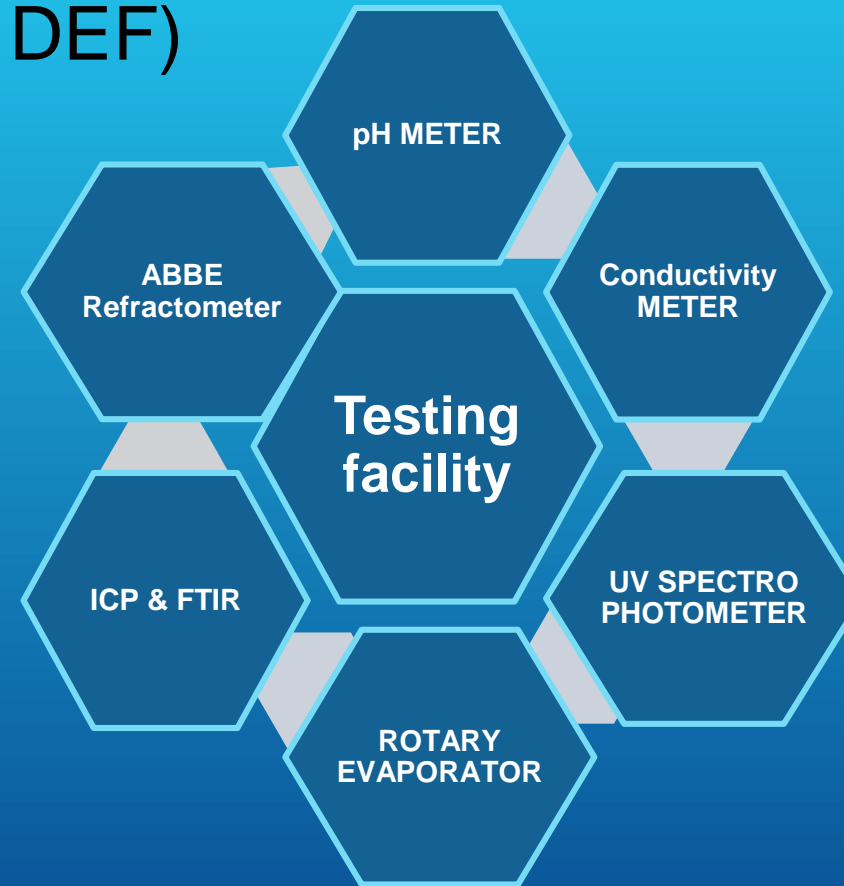 DEF)
pH METER
ABBE
Refractometer
Conductivity
METER
Testing
facility
ICP & FTIR
UV SPECTRO
PHOTOMETER
ROTARY
EVAPORATOR